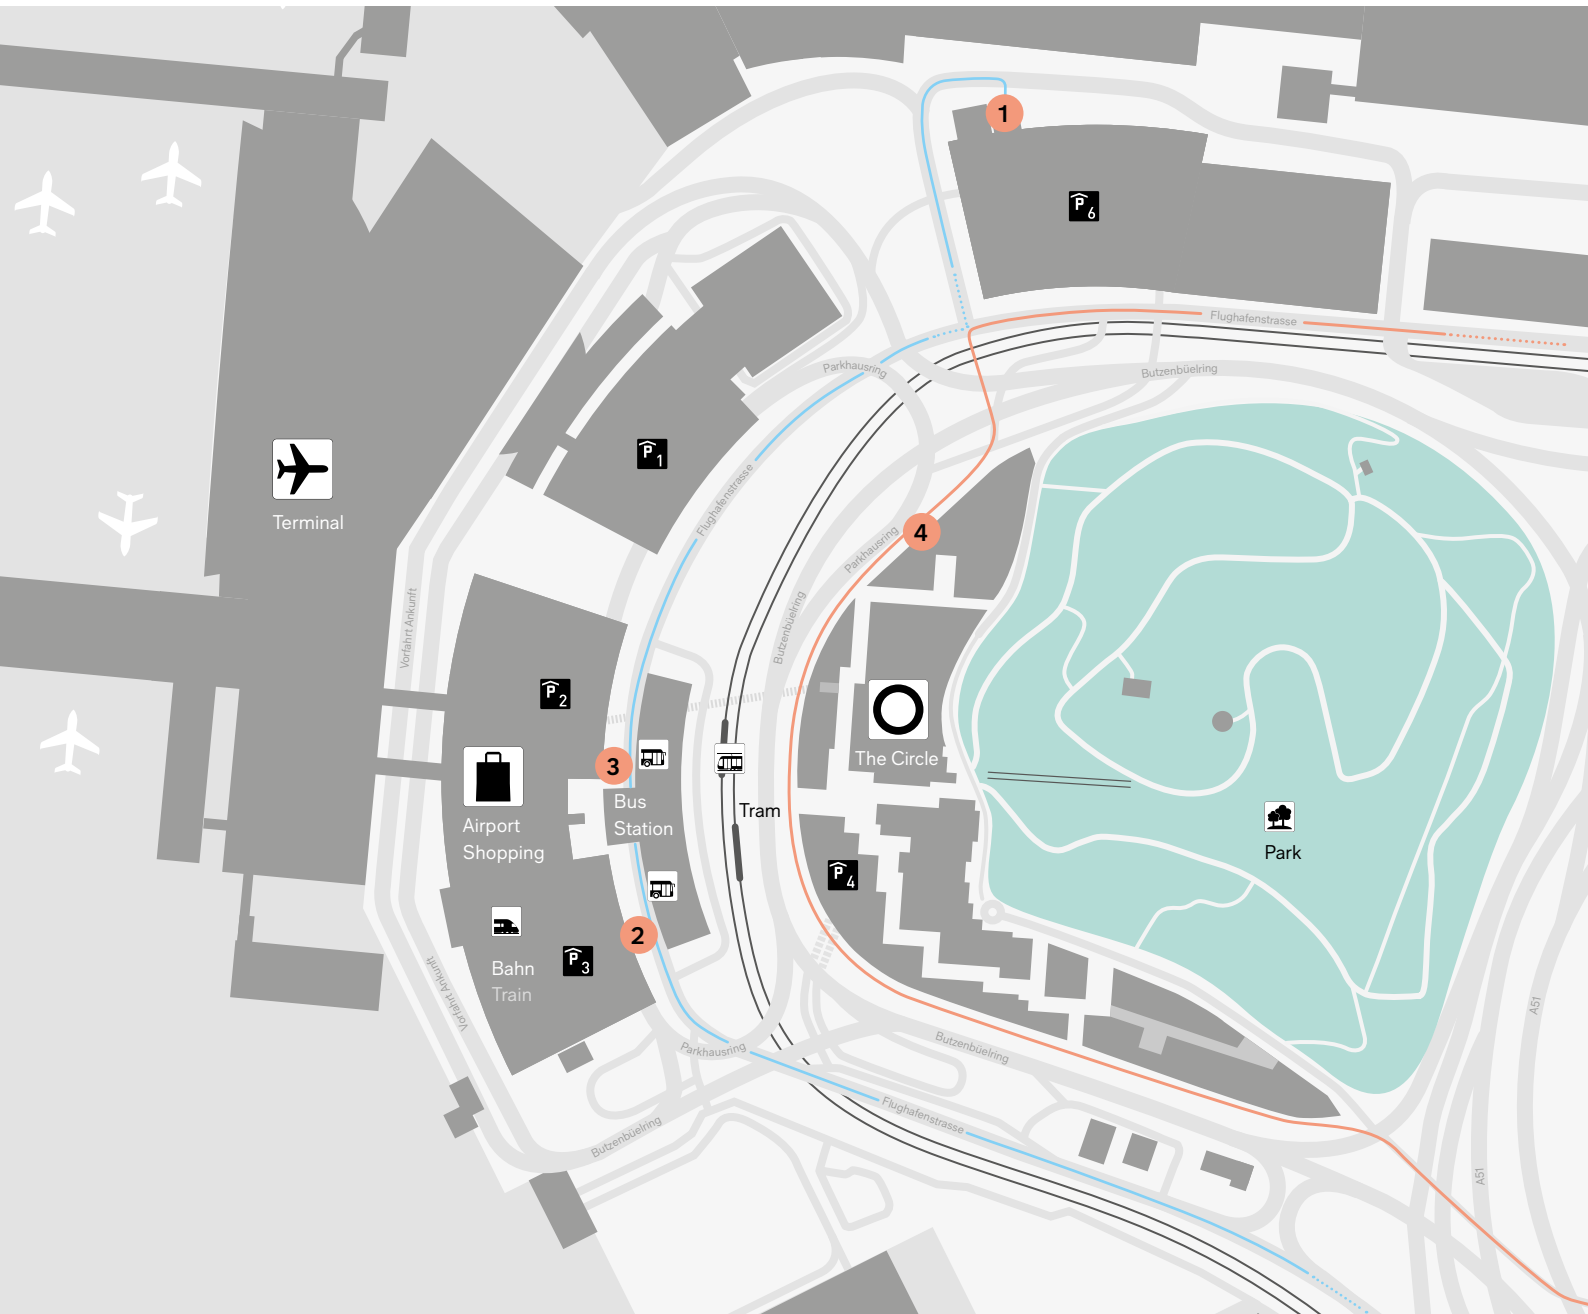 1
P6
Flughafenstrasse
Parkhausring
Butzenbüelring
P1
Terminal
Flughafenstrasse
4
Parkhausring
Vorfahrt Ankunft
Butzenbüelring
P2
3
The Circle
Bus
Station
Tram
Airport
Shopping
Park
P4
2
Bahn
Train
P3
Vorfahrt Ankunft
A51
Parkhausring
Butzenbüelring
Flughafenstrasse
Butzenbüelring
A51